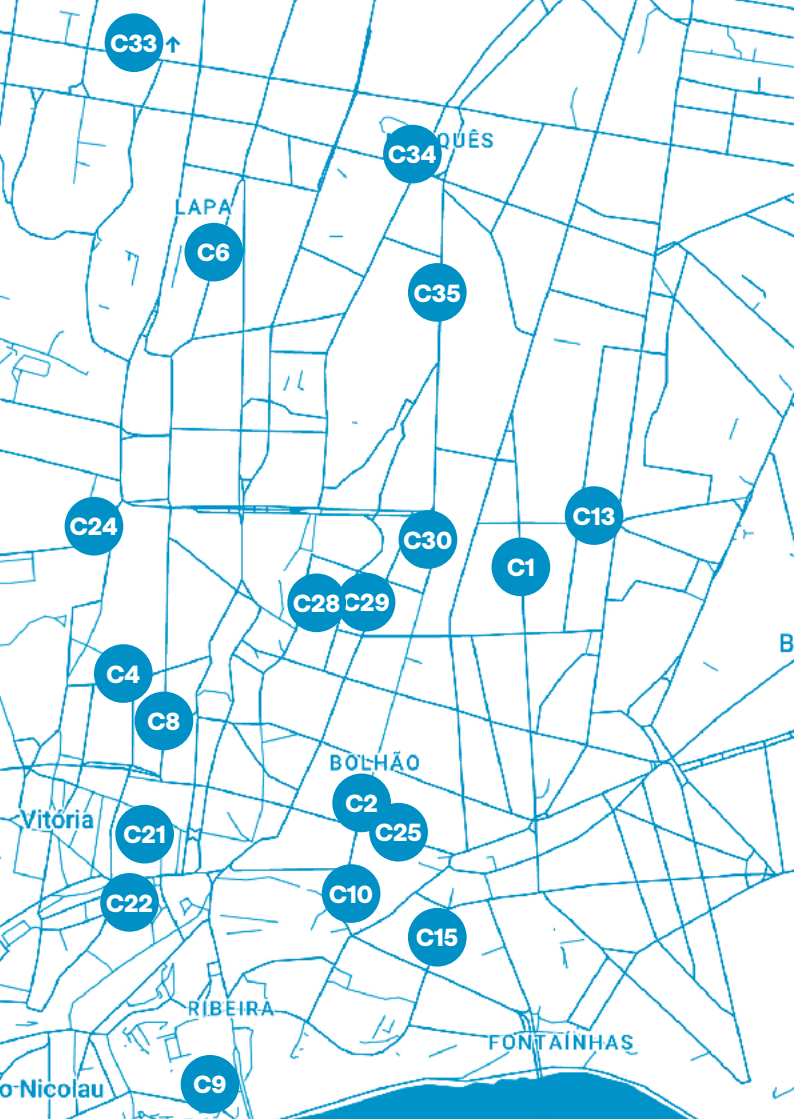 C33 ↑
QUÊS
C34
LAPA
C6
C35
C24
C13
C30
C1
C28
C29
C4
B
C8
BOLHÃO
C2
Vitória
C25
C21
C10
C22
C15
RIBEIRA
FONTAÍNHAS
C9
o-Nicolau